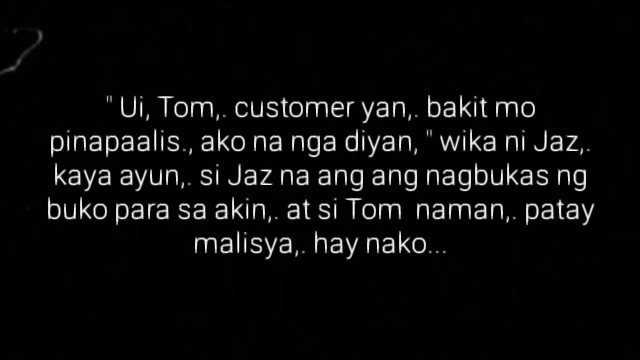 " Ui, Tom,. customer yan,. bakit mo
pinapaalis., ako na nga diyan, " wika ni Jaz,.
kaya ayun,. si Jaz na ang ang nagbukas ng
buko para sa akin,. at si Tom  naman,. patay
malisya,. hay nako...